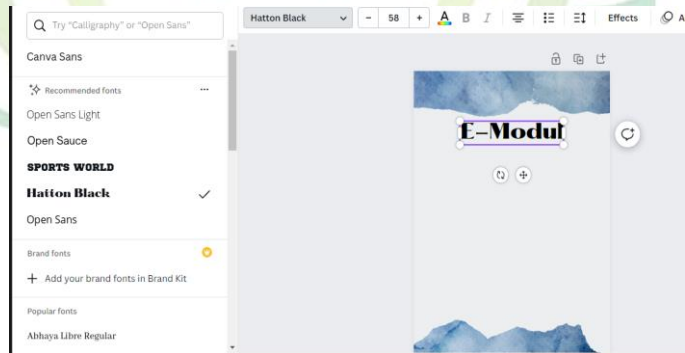 Try "Calligraphy" or "Open Sans"
Hatton Black
− 58 +
A B I
Effects
A
Canva Sans
Recommended fonts
...
Open Sans Light
Open Sauce
SPORTS WORLD
Hatton Black
Open Sans
Brand fonts
+ Add your brand fonts in Brand Kit
Popular fonts
Abhaya Libre Regular
E-Modul